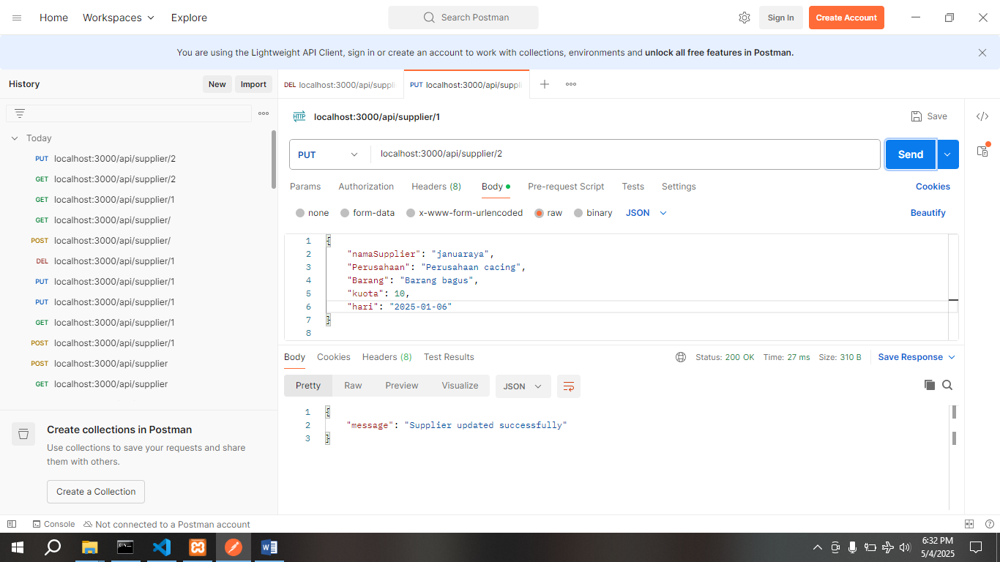 Home Workspaces Explore Search Postman Sign In Create Account
You are using the Lightweight API Client, sign in or create an account to work with collections, environments and unlock all free features in Postman.
History New Import
DEL localhost:3000/api/suppli PUT localhost:3000/api/suppli
HTTP localhost:3000/api/supplier/1 Save
Today
PUT localhost:3000/api/supplier/2
GET localhost:3000/api/supplier/2
GET localhost:3000/api/supplier/1
GET localhost:3000/api/supplier/
POST localhost:3000/api/supplier/
DEL localhost:3000/api/supplier/1
PUT localhost:3000/api/supplier/1
PUT localhost:3000/api/supplier/1
GET localhost:3000/api/supplier/1
POST localhost:3000/api/supplier/1
POST localhost:3000/api/supplier
GET localhost:3000/api/supplier
Create collections in Postman
Use collections to save your requests and share
them with others.
Create a Collection
PUT localhost:3000/api/supplier/2 Send
Params Authorization Headers (8) Body Pre-request Script Tests Settings Cookies
none form-data x-www-form-urlencoded raw binary JSON Beautify
1 {
2 "namaSupplier": "januaraya",
3 "Perusahaan": "Perusahaan cacing",
4 "Barang": "Barang bagus",
5 "kuota": 10,
6 "hari": "2025-01-06"
7 }
8
Body Cookies Headers (8) Test Results Status: 200 OK Time: 27 ms Size: 310 B Save Response
Pretty Raw Preview Visualize JSON
1 {
2 "message": "Supplier updated successfully"
3 }
Console Not connected to a Postman account
6:32 PM
5/4/2025